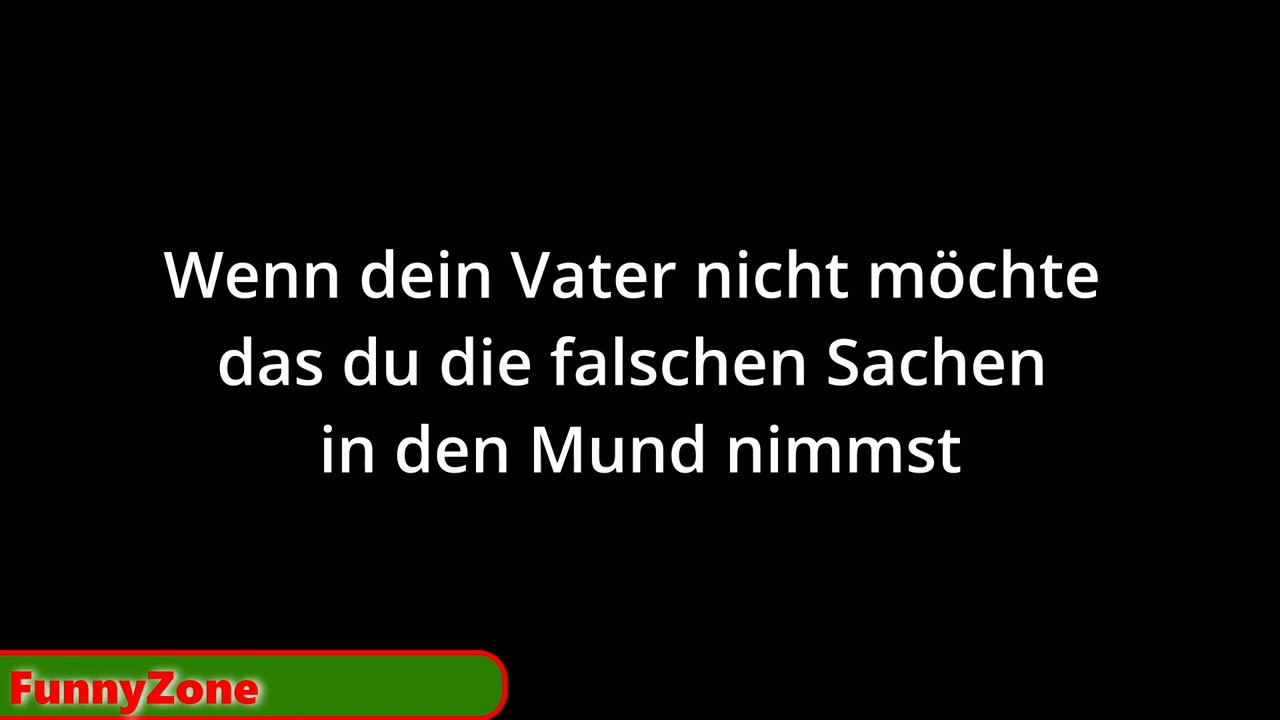 Wenn dein Vater nicht möchte
das du die falschen Sachen
in den Mund nimmst
FunnyZone